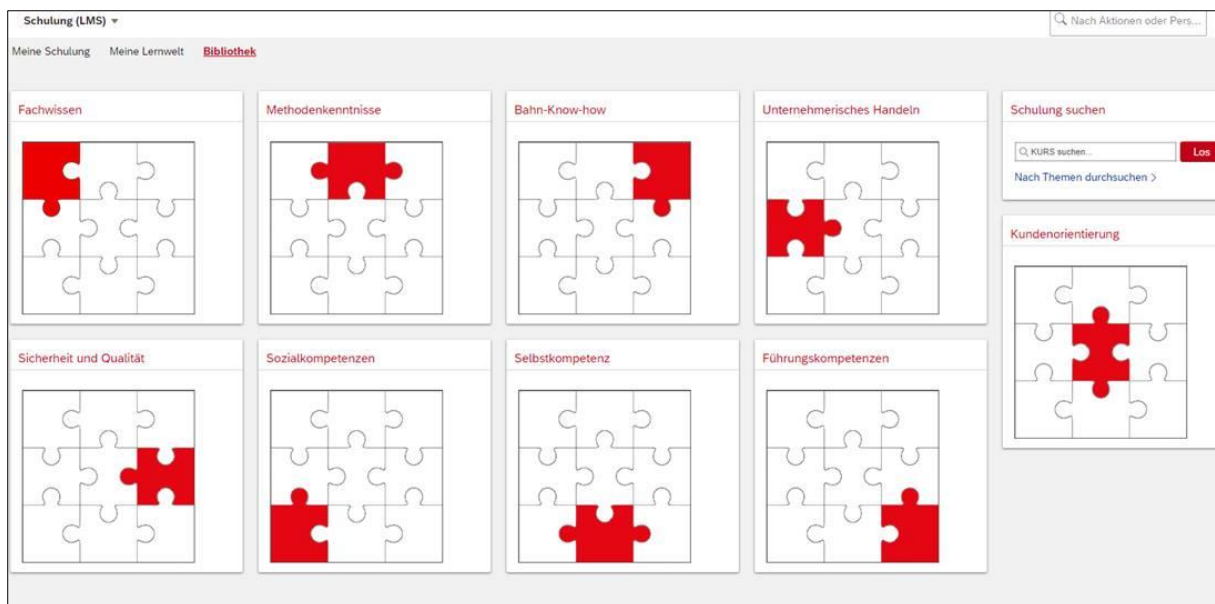 Schulung (LMS)
Nach Aktionen oder Pers...
Meine Schulung Meine Lernwelt Bibliothek
Fachwissen
Methodenkenntnisse
Bahn-Know-how
Unternehmerisches Handeln
Schulung suchen
KURS suchen...
Los
Nach Themen durchsuchen >
Kundenorientierung
Sicherheit und Qualität
Sozialkompetenzen
Selbstkompetenz
Führungskompetenzen